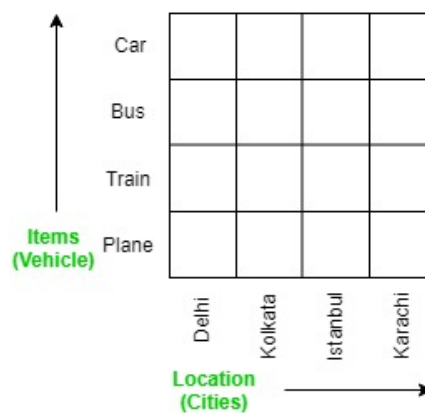 Car
Bus
Train
Plane
Items
(Vehicle)
Delhi
Kolkata
Istanbul
Karachi
Location
(Cities)